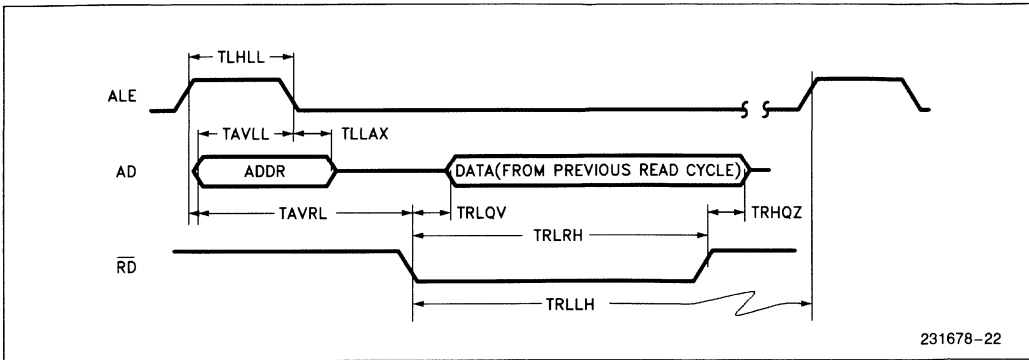 TLHLL
ALE
TAVLL TLLAX
AD ADDR DATA(FROM PREVIOUS READ CYCLE)
TAVRL TRLQV TRHQZ
TRLRH
RD
TRLLH
231678-22